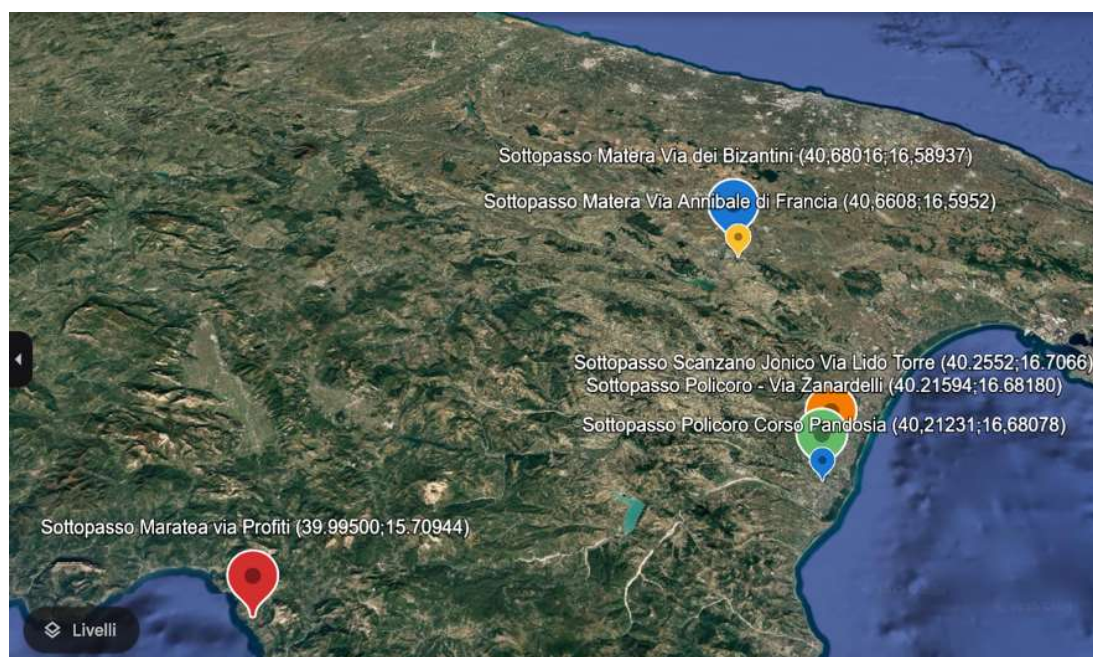 Sottopasso Matera Via dei Bizantini (40,68016;16,58937)
Sottopasso Matera Via Annibale di Francia (40,6608;16,5952)
Sottopasso Scanzano Jonico Via Lido Torre (40.2552;16.7066)
Sottopasso Policoro - Via Zanardelli (40.21594;16.68180)
Sottopasso Policoro Corso Pandosia (40,21231;16,68078)
Sottopasso Maratea via Profiti (39.99500;15.70944)
Livelli